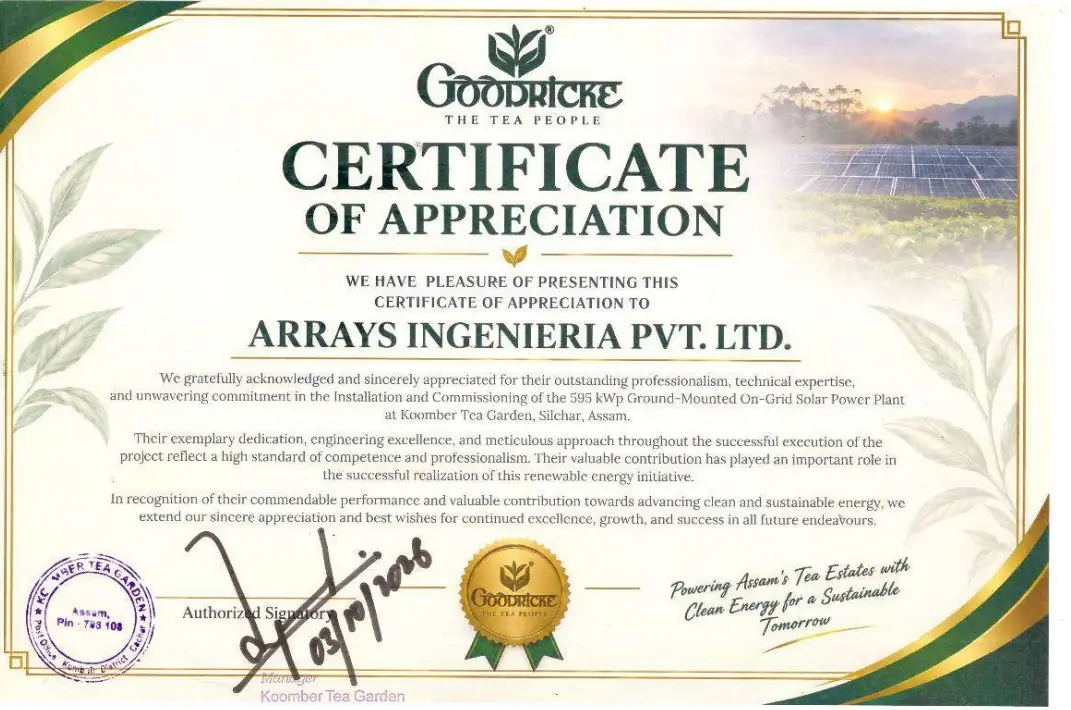 GOODRICKE®
THE TEA PEOPLE
CERTIFICATE
OF APPRECIATION
WE HAVE PLEASURE OF PRESENTING THIS
CERTIFICATE OF APPRECIATION TO
ARRAYS INGENIERIA PVT. LTD.
We gratefully acknowledged and sincerely appreciated for their outstanding professionalism, technical expertise,
and unwavering commitment in the Installation and Commissioning of the 595 kWp Ground-Mounted On-Grid Solar Power Plant
at Koomber Tea Garden, Silchar, Assam.
Their exemplary dedication, engineering excellence, and meticulous approach throughout the successful execution of the
project reflect a high standard of competence and professionalism. Their valuable contribution has played an important role in
the successful realization of this renewable energy initiative.
In recognition of their commendable performance and valuable contribution towards advancing clean and sustainable energy, we
extend our sincere appreciation and best wishes for continued excellence, growth, and success in all future endeavours.
BER TEA GARDEN
Assam,
Pin - 788 108
Post Office District Cachar
Authorized Signatory
03/10/2026
Manager
Koomber Tea Garden
GOODRICKE
THE TEA PEOPLE
Powering Assam's Tea Estates with
Clean Energy for a Sustainable
Tomorrow